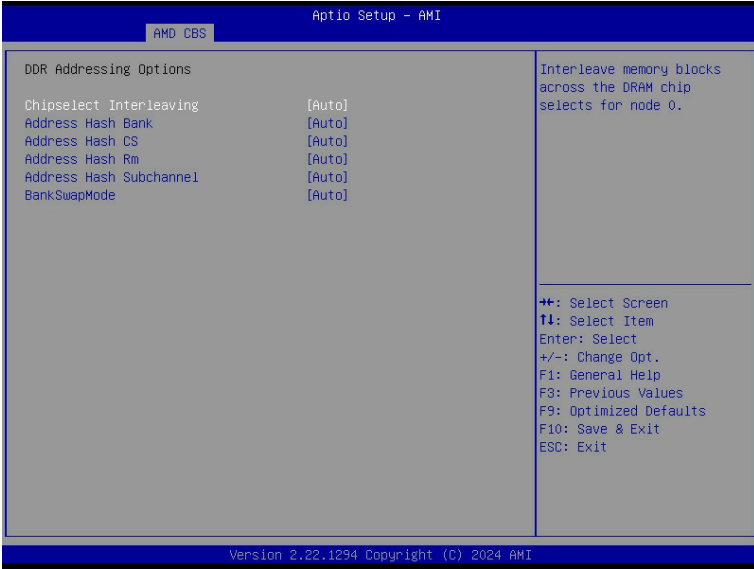 Aptio Setup – AMI
AMD CBS
DDR Addressing Options
Chipselect Interleaving [Auto]
Address Hash Bank [Auto]
Address Hash CS [Auto]
Address Hash Rm [Auto]
Address Hash Subchannel [Auto]
BankSwapMode [Auto]
Interleave memory blocks
across the DRAM chip
selects for node 0.
→←: Select Screen
↑↓: Select Item
Enter: Select
+/-: Change Opt.
F1: General Help
F3: Previous Values
F9: Optimized Defaults
F10: Save & Exit
ESC: Exit
Version 2.22.1294 Copyright (C) 2024 AMI